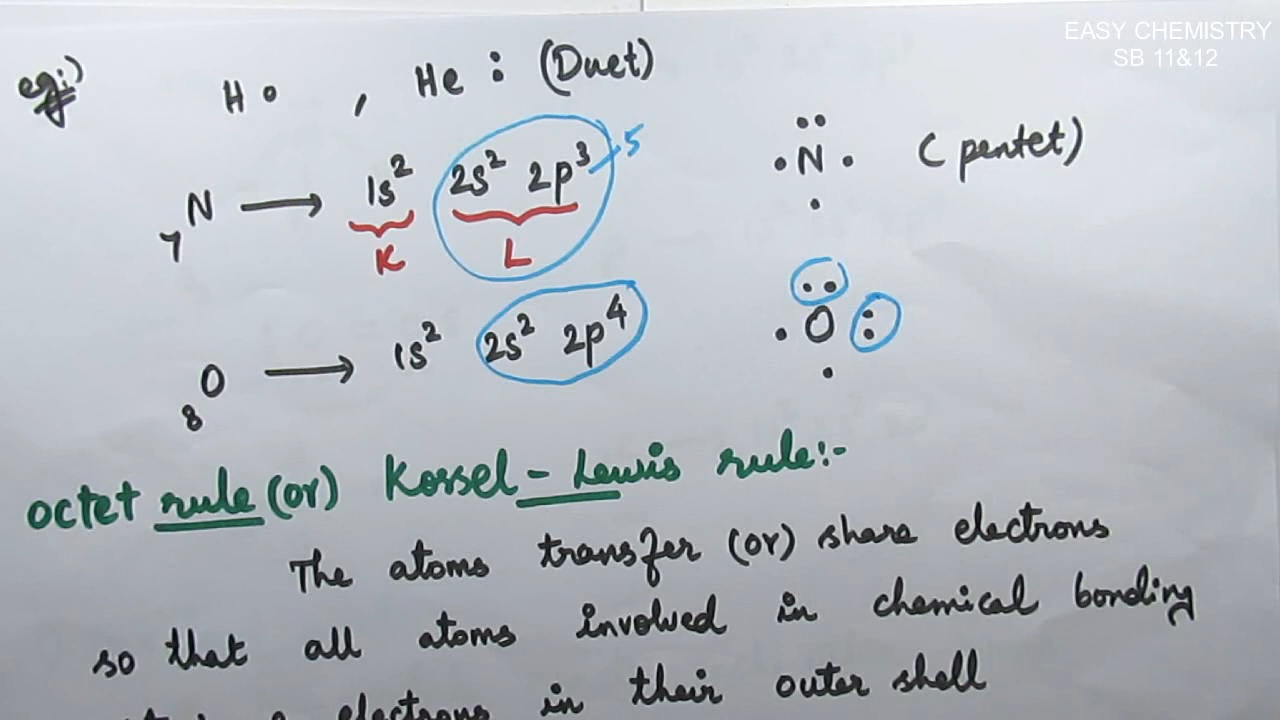 EASY CHEMISTRY
SB 11&12
eg:)
H • , He : (Duet)
₇N → 1s² 2s² 2p³ 5 •N• (pentet)
K L
₈O → 1s² 2s² 2p⁴ •O:
octet rule (or) Kossel - Lewis rule:-
The atoms transfer (or) share electrons
so that all atoms involved in chemical bonding
electrons in their outer shell